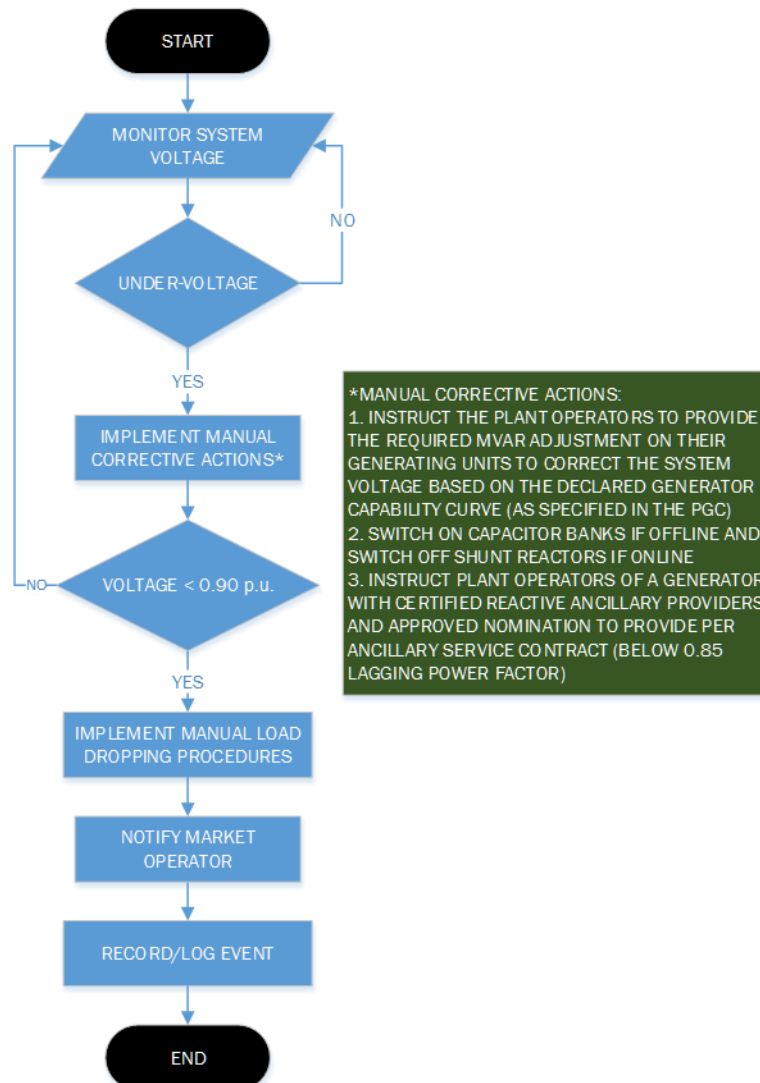 START
MONITOR SYSTEM
VOLTAGE
NO
UNDER-VOLTAGE
YES
IMPLEMENT MANUAL
CORRECTIVE ACTIONS*
NO
VOLTAGE < 0.90 p.u.
YES
IMPLEMENT MANUAL LOAD
DROPPING PROCEDURES
NOTIFY MARKET
OPERATOR
RECORD/LOG EVENT
END
*MANUAL CORRECTIVE ACTIONS:
1. INSTRUCT THE PLANT OPERATORS TO PROVIDE
THE REQUIRED MVAR ADJUSTMENT ON THEIR
GENERATING UNITS TO CORRECT THE SYSTEM
VOLTAGE BASED ON THE DECLARED GENERATOR
CAPABILITY CURVE (AS SPECIFIED IN THE PGC)
2. SWITCH ON CAPACITOR BANKS IF OFFLINE AND
SWITCH OFF SHUNT REACTORS IF ONLINE
3. INSTRUCT PLANT OPERATORS OF A GENERATOR
WITH CERTIFIED REACTIVE ANCILLARY PROVIDERS
AND APPROVED NOMINATION TO PROVIDE PER
ANCILLARY SERVICE CONTRACT (BELOW 0.85
LAGGING POWER FACTOR)